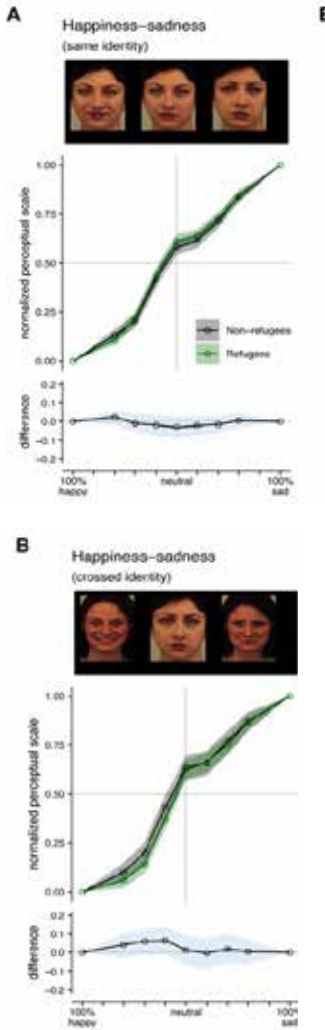 A
Happiness–sadness
(same identity)
1.00
0.75
0.50
0.25
0.00
normalized perceptual scale
Non-refugees
Refugees
0.2
0.1
0.0
−0.1
−0.2
difference
100%
happy
neutral
100%
sad
B
Happiness–sadness
(crossed identity)
1.00
0.75
0.50
0.25
0.00
normalized perceptual scale
0.2
0.1
0.0
−0.1
−0.2
difference
100%
happy
neutral
100%
sad